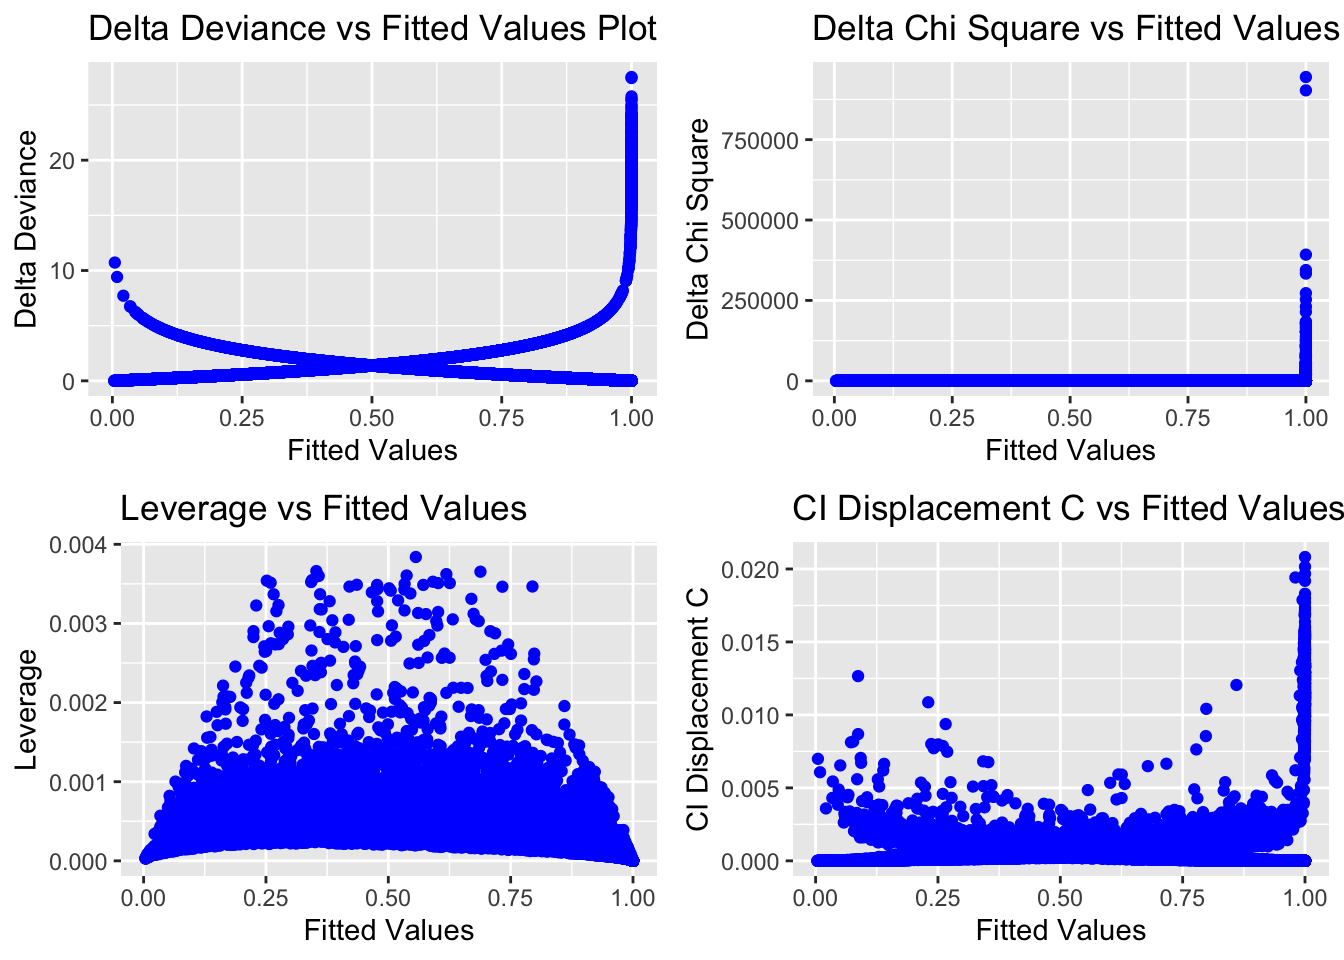 Delta Deviance vs Fitted Values Plot
Delta Deviance
20
10
0
0.00 0.25 0.50 0.75 1.00
Fitted Values
Delta Chi Square vs Fitted Values
Delta Chi Square
750000
500000
250000
0
0.00 0.25 0.50 0.75 1.00
Fitted Values
Leverage vs Fitted Values
Leverage
0.004
0.003
0.002
0.001
0.000
0.00 0.25 0.50 0.75 1.00
Fitted Values
CI Displacement C vs Fitted Values
CI Displacement C
0.020
0.015
0.010
0.005
0.000
0.00 0.25 0.50 0.75 1.00
Fitted Values